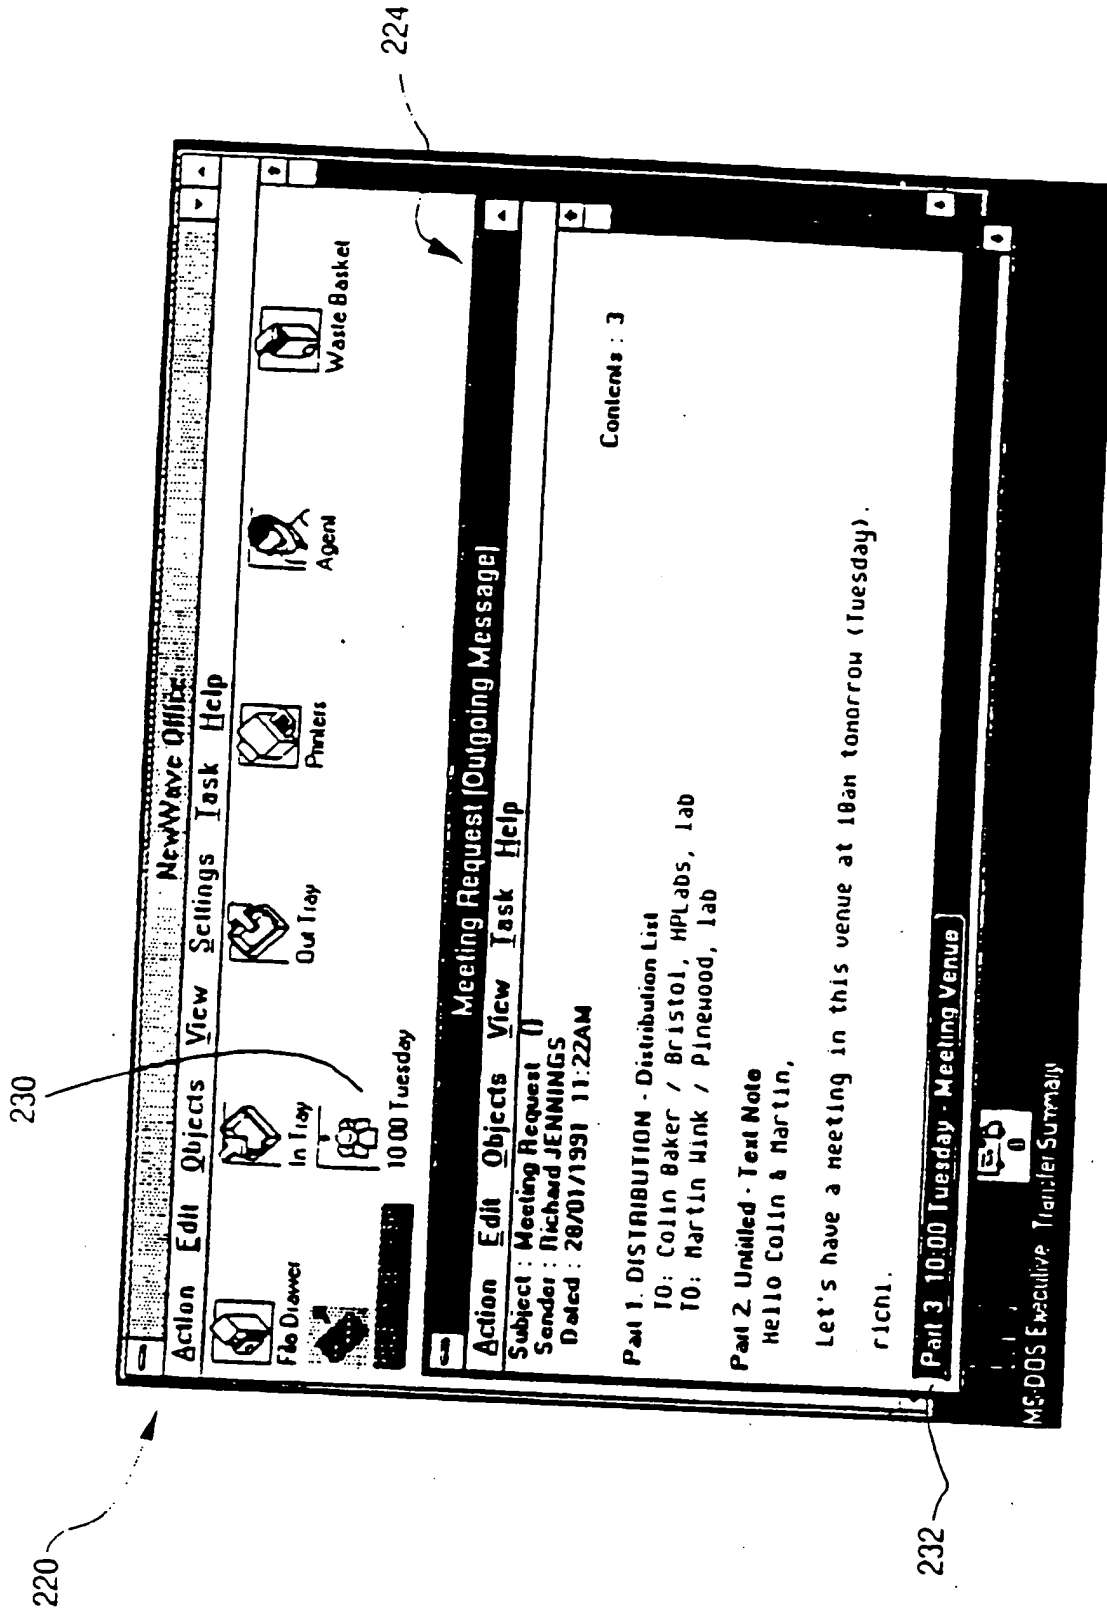 220
230
224
NewWave Office
Action Edit Objects View Settings Task Help
File Drawer
In Tray
Out Tray
Printers
Agent
Waste Basket
10 00 Tuesday
Meeting Request [Outgoing Message]
Action Edit Objects View Task Help
Subject : Meeting Request ()
Sender : Richard JENNINGS
Dated : 28/01/1991 11:22AM
Contents : 3
Part 1. DISTRIBUTION - Distribution List
TO: Colin Baker / Bristol, HPLabs, lab
TO: Martin Wink / Pinewood, lab
Part 2. Untitled - Text Note
Hello Colin & Martin,
Let's have a meeting in this venue at 10am tomorrow (Tuesday).
richi.
Part 3 10:00 Tuesday - Meeting Venue
MS-DOS Executive Transfer Summary
232